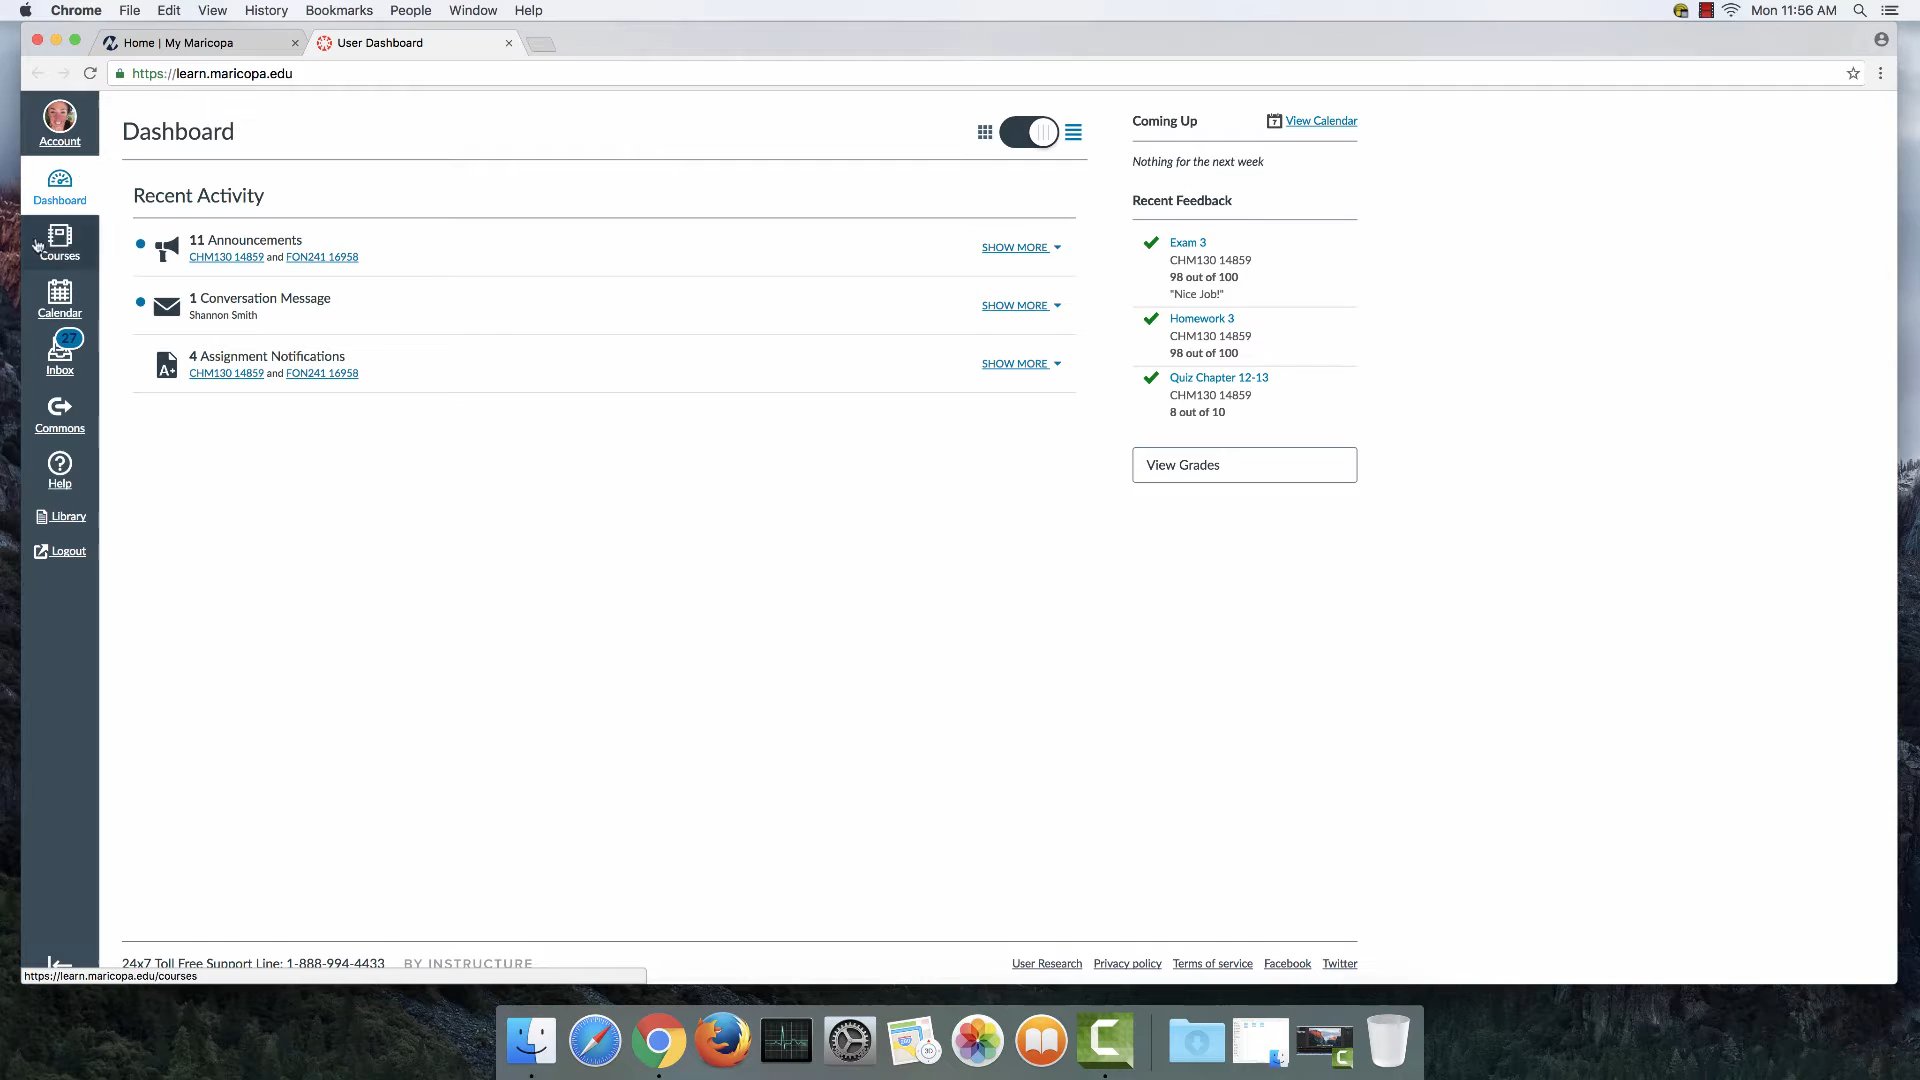 Chrome File Edit View History Bookmarks People Window Help Mon 11:56 AM
Home | My Maricopa
User Dashboard
https://learn.maricopa.edu
Account
Dashboard
Courses
Calendar
27
Inbox
Commons
Help
Library
Logout
Dashboard
Recent Activity
11 Announcements
CHM130 14859 and FON241 16958
SHOW MORE
1 Conversation Message
Shannon Smith
SHOW MORE
4 Assignment Notifications
CHM130 14859 and FON241 16958
SHOW MORE
A+
Coming Up
7
View Calendar
Nothing for the next week
Recent Feedback
Exam 3
CHM130 14859
98 out of 100
"Nice Job!"
Homework 3
CHM130 14859
98 out of 100
Quiz Chapter 12-13
CHM130 14859
8 out of 10
View Grades
24x7 Toll Free Support Line: 1-888-994-4433 BY INSTRUCTURE
User Research Privacy policy Terms of service Facebook Twitter
https://learn.maricopa.edu/courses